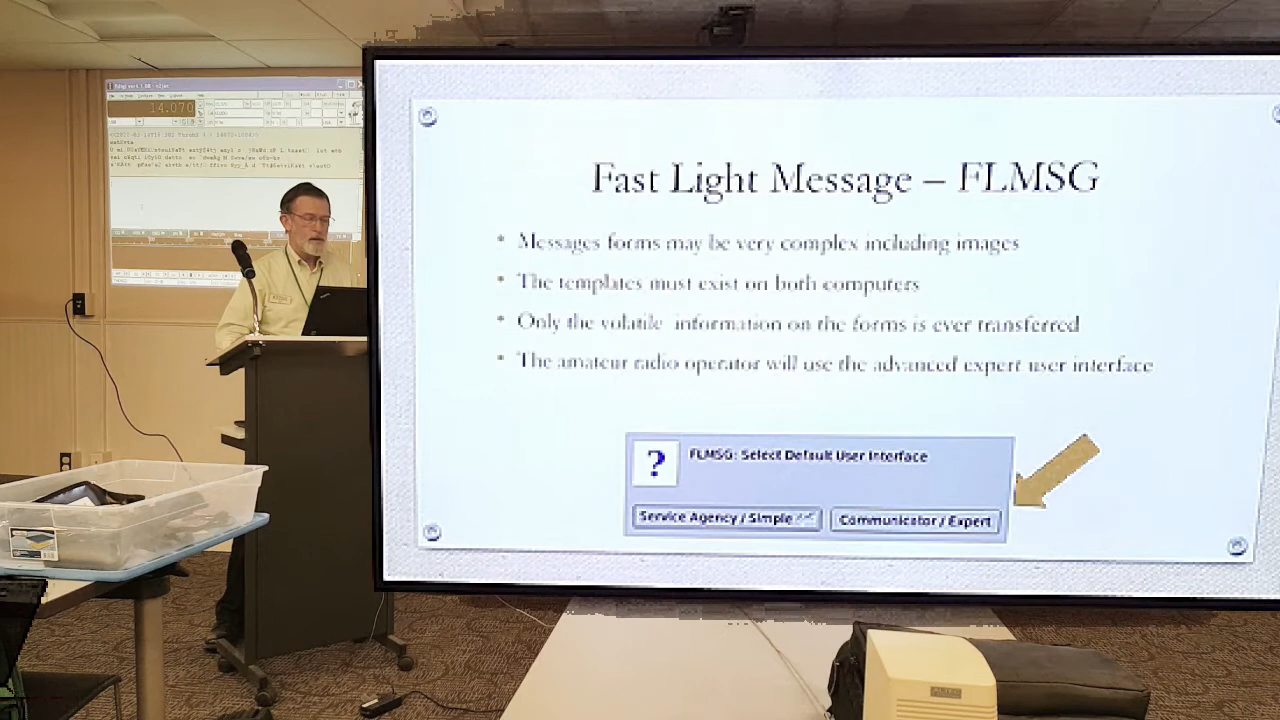 14.070
Fast Light Message – FLMSG
• Messages forms may be very complex including images
• The templates must exist on both computers
• Only the volatile information on the forms is ever transferred
• The amateur radio operator will use the advanced expert user interface
?
FLMSG: Select Default User Interface
Service Agency / Simple
Communicator / Expert